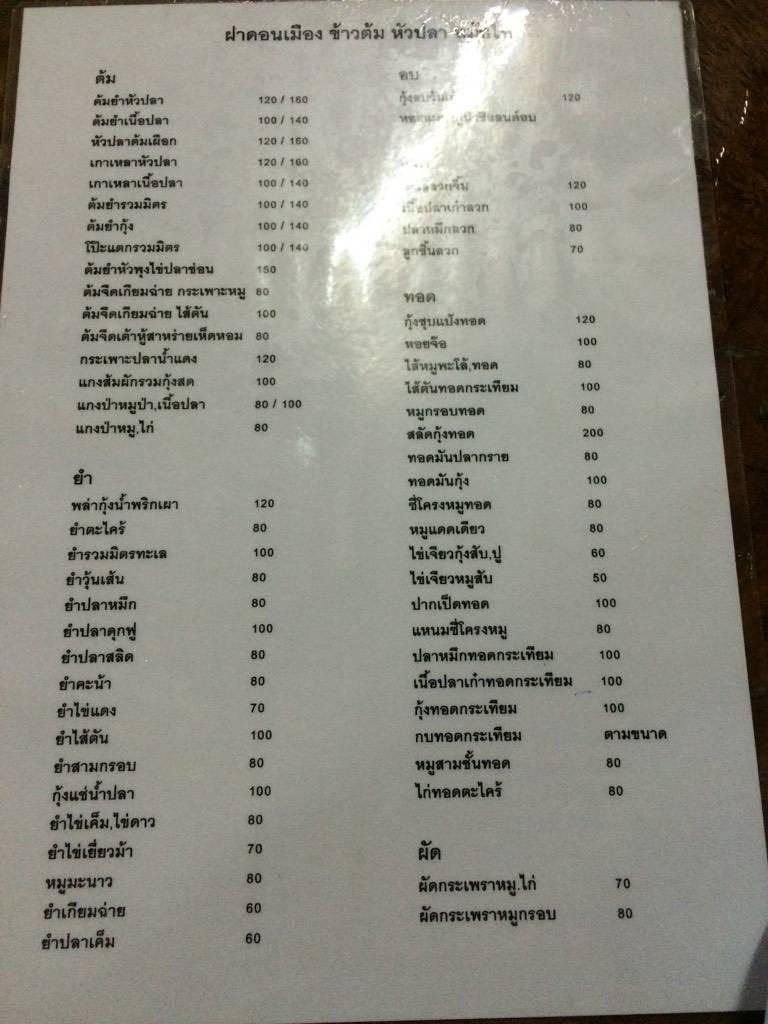 ฝาดอนเมือง ข้าวต้ม หัวปลา
ต้ม
ต้มยำหัวปลา 120 / 160
ต้มยำเนื้อปลา 100 / 140
หัวปลาต้มเผือก 120 / 160
เกาเหลาหัวปลา 120 / 160
เกาเหลาเนื้อปลา 100 / 140
ต้มยำรวมมิตร 100 / 140
ต้มยำกุ้ง 100 / 140
โป๊ะแตกรวมมิตร 100 / 140
ต้มยำหัวพุงไข่ปลาช่อน 150
ต้มจืดเกี่ยมฉ่าย กระเพาะหมู 80
ต้มจืดเกี่ยมฉ่าย ไส้ตัน 100
ต้มจืดเต้าหู้สาหร่ายเห็ดหอม 80
กระเพาะปลาน้ำแดง 120
แกงส้มผักรวมกุ้งสด 100
แกงป่าหมูป่า,เนื้อปลา 80 / 100
แกงป่าหมู,ไก่ 80
ยำ
พล่ากุ้งน้ำพริกเผา 120
ยำตะไคร้ 80
ยำรวมมิตรทะเล 100
ยำวุ้นเส้น 80
ยำปลาหมึก 80
ยำปลาดุกฟู 100
ยำปลาสลิด 80
ยำคะน้า 80
ยำไข่แดง 70
ยำไส้ตัน 100
ยำสามกรอบ 80
กุ้งแช่น้ำปลา 100
ยำไข่เค็ม,ไข่ดาว 80
ยำไข่เยี่ยวม้า 70
หมูมะนาว 80
ยำเกี่ยมฉ่าย 60
ยำปลาเค็ม 60
อบ
120
120
เนื้อปลาเก๋าลวก 100
ปลาหมึกลวก 80
ลูกชิ้นลวก 70
ทอด
กุ้งชุบแป้งทอด 120
หอยจ๊อ 100
ไส้หมูพะโล้,ทอด 80
ไส้ตันทอดกระเทียม 100
หมูกรอบทอด 80
สลัดกุ้งทอด 200
ทอดมันปลากราย 80
ทอดมันกุ้ง 100
ซี่โครงหมูทอด 80
หมูแดดเดียว 80
ไข่เจียวกุ้งสับ,ปู 60
ไข่เจียวหมูสับ 50
ปากเป็ดทอด 100
แหนมซี่โครงหมู 80
ปลาหมึกทอดกระเทียม 100
เนื้อปลาเก๋าทอดกระเทียม 100
กุ้งทอดกระเทียม 100
กบทอดกระเทียม ตามขนาด
หมูสามชั้นทอด 80
ไก่ทอดตะไคร้ 80
ผัด
ผัดกระเพราหมู.ไก่ 70
ผัดกระเพราหมูกรอบ 80